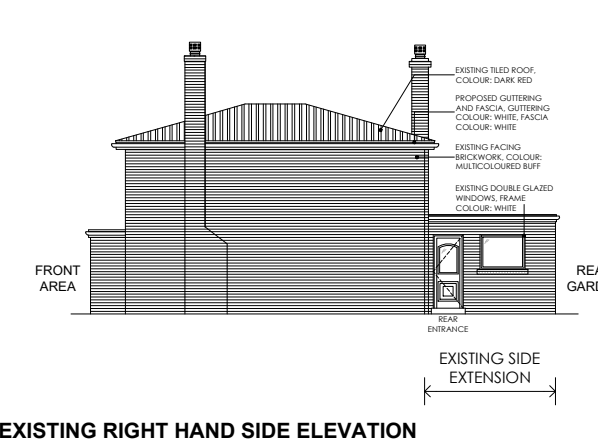 EXISTING TILED ROOF,
COLOUR: DARK RED
PROPOSED GUTTERING
AND FASCIA, GUTTERING
COLOUR: WHITE, FASCIA
COLOUR: WHITE
EXISTING FACING
BRICKWORK, COLOUR:
MULTICOLOURED BUFF
EXISTING DOUBLE GLAZED
WINDOWS, FRAME
COLOUR: WHITE
FRONT
AREA
REA
GARD
REAR
ENTRANCE
EXISTING SIDE
EXTENSION
EXISTING RIGHT HAND SIDE ELEVATION